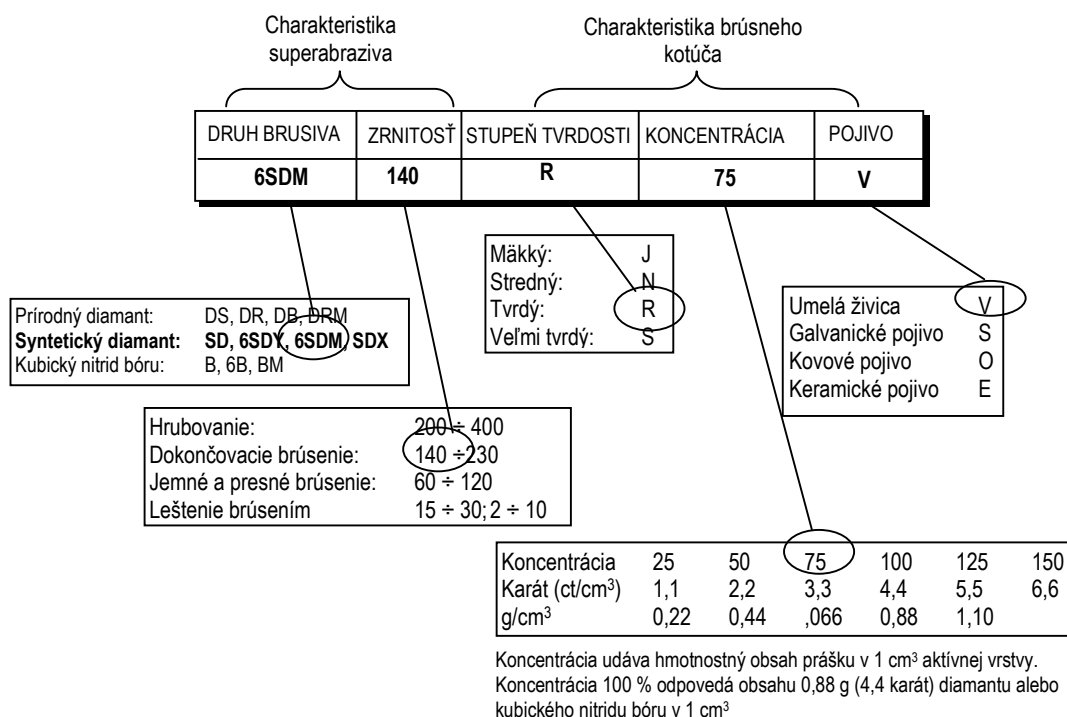 Charakteristika
superabraziva
Charakteristika brúsneho
kotúča
DRUH BRUSIVA ZRNITOSŤ STUPEŇ TVRDOSTI KONCENTRÁCIA POJIVO
6SDM 140 R 75 V
Mäkký: J
Stredný: N
Tvrdý: R
Veľmi tvrdý: S
Prírodný diamant: DS, DR, DB, DRM
Syntetický diamant: SD, 6SDY, 6SDM, SDX
Kubický nitrid bóru: B, 6B, BM
Umelá živica V
Galvanické pojivo S
Kovové pojivo O
Keramické pojivo E
Hrubovanie: 200 ÷ 400
Dokončovacie brúsenie: 140 ÷230
Jemné a presné brúsenie: 60 ÷ 120
Leštenie brúsením 15 ÷ 30; 2 ÷ 10
Koncentrácia 25 50 75 100 125 150
Karát (ct/cm³) 1,1 2,2 3,3 4,4 5,5 6,6
g/cm³ 0,22 0,44 ,066 0,88 1,10
Koncentrácia udáva hmotnostný obsah prášku v 1 cm³ aktívnej vrstvy.
Koncentrácia 100 % odpovedá obsahu 0,88 g (4,4 karát) diamantu alebo
kubického nitridu bóru v 1 cm³